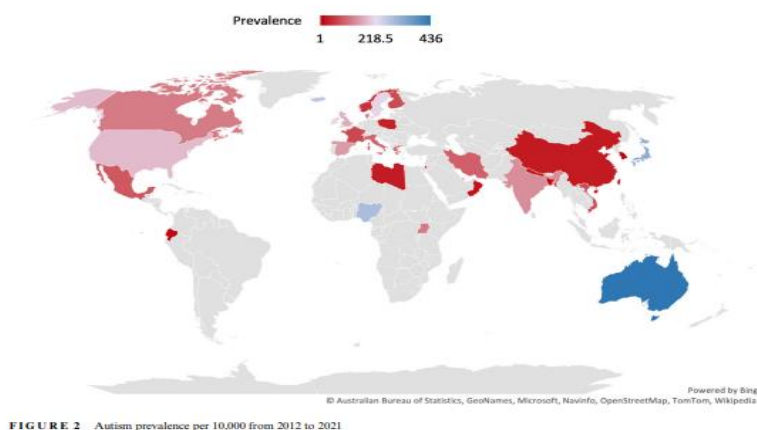 Prevalence
1 218.5 436
Powered by Bing
© Australian Bureau of Statistics, GeoNames, Microsoft, Navinfo, OpenStreetMap, TomTom, Wikipedia
FIGURE 2 Autism prevalence per 10,000 from 2012 to 2021